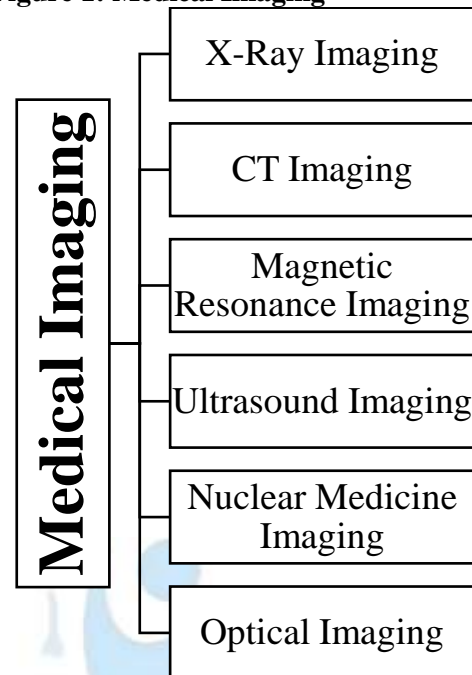 Medical Imaging
X-Ray Imaging
CT Imaging
Magnetic
Resonance Imaging
Ultrasound Imaging
Nuclear Medicine
Imaging
Optical Imaging